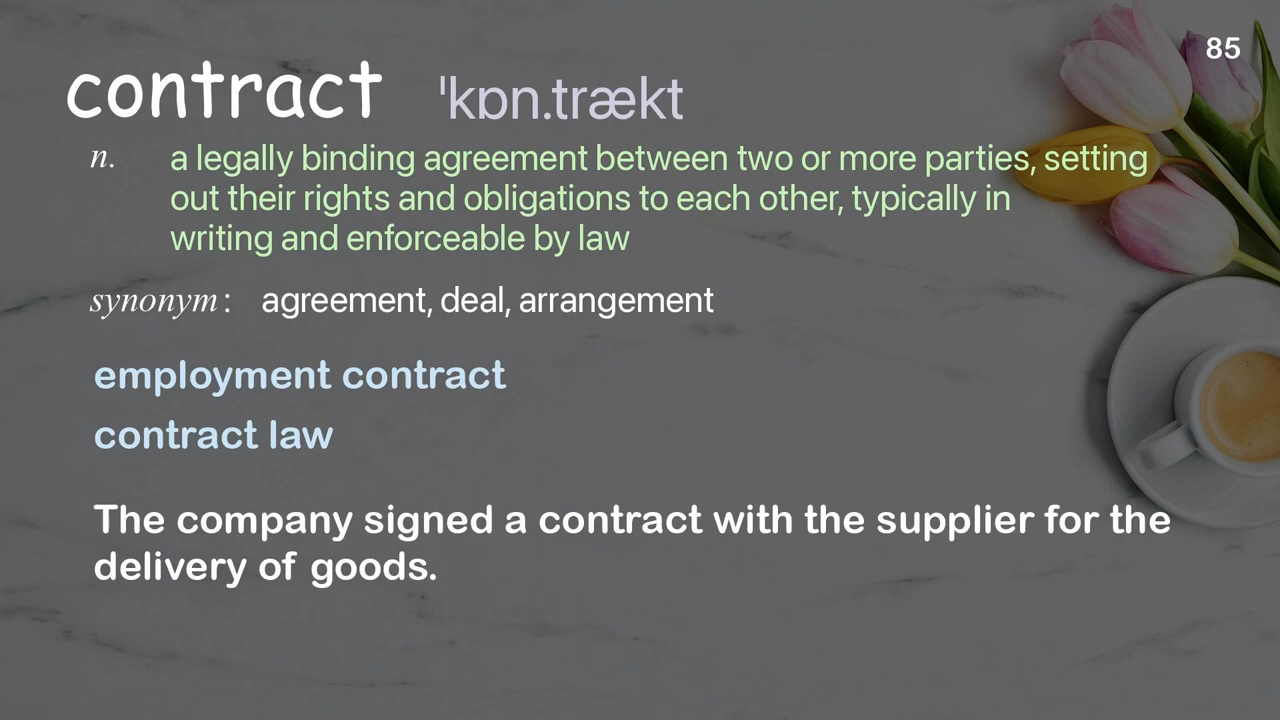 85
contract ˈkɒn.trækt
n. a legally binding agreement between two or more parties, setting
out their rights and obligations to each other, typically in
writing and enforceable by law
synonym: agreement, deal, arrangement
employment contract
contract law
The company signed a contract with the supplier for the
delivery of goods.